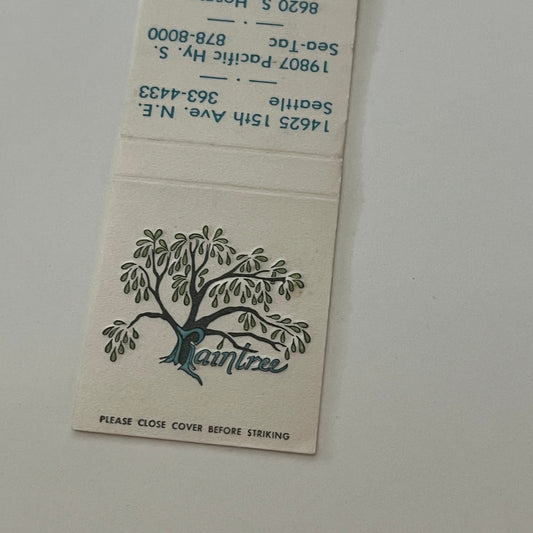 14625 15th Ave. N.E.
Seattle 363-4433
19807 Pacific Hy. S.
Sea-Tac 878-8000
8620 S.
Raintree
PLEASE CLOSE COVER BEFORE STRIKING